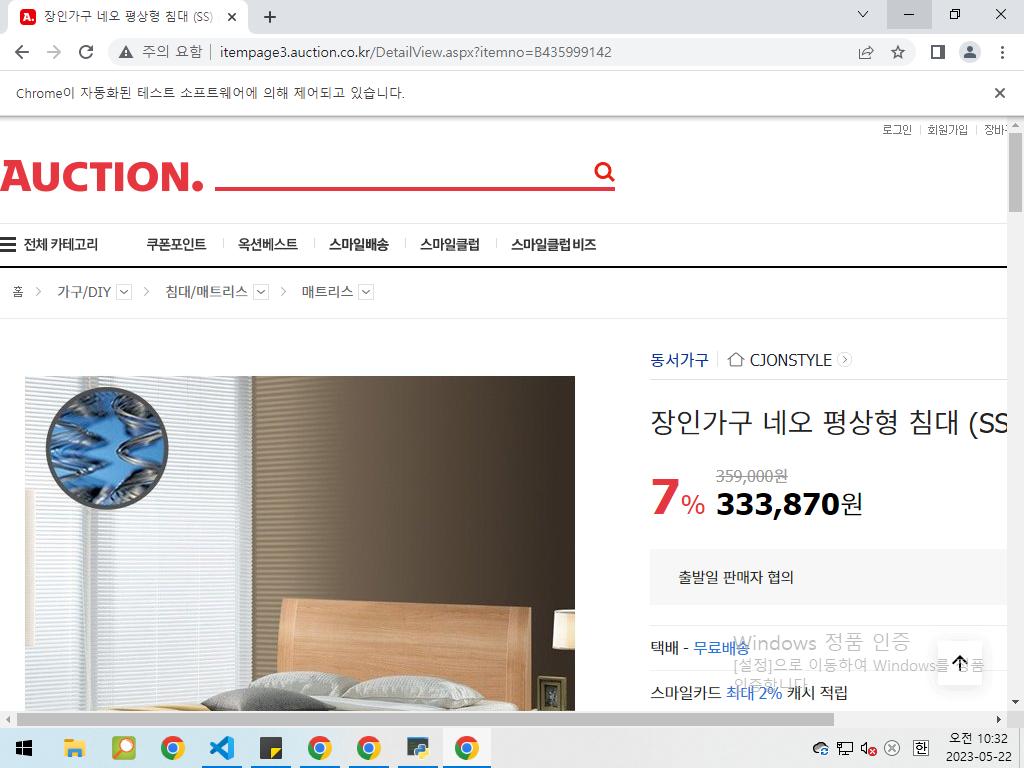 장인가구 네오 평상형 침대 (SS)
주의 요함 itempage3.auction.co.kr/DetailView.aspx?itemno=B435999142
Chrome이 자동화된 테스트 소프트웨어에 의해 제어되고 있습니다.
로그인 회원가입 장바
AUCTION.
전체 카테고리 쿠폰포인트 옥션베스트 스마일배송 스마일클럽 스마일클럽 비즈
홈 가구/DIY 침대/매트리스 매트리스
동서가구 CJONSTYLE
장인가구 네오 평상형 침대 (SS
359,000원
7% 333,870원
출발일 판매자 협의
택배 - 무료배송
Windows 정품 인증
[설정]으로 이동하여 Windows를 정품
인증합니다.
스마일카드 최대 2% 캐시 적립
한
오전 10:32
2023-05-22